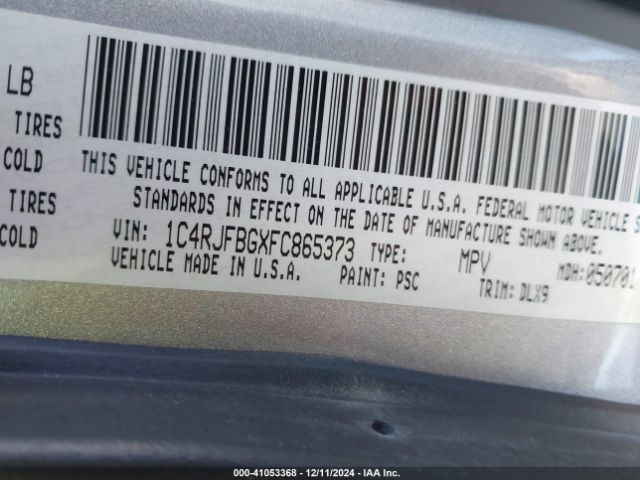 LB
TIRES
COLD
TIRES
COLD
THIS VEHICLE CONFORMS TO ALL APPLICABLE U.S.A. FEDERAL MOTOR VEHICLE S
STANDARDS IN EFFECT ON THE DATE OF MANUFACTURE SHOWN ABOVE.
VIN: 1C4RJFBGXFC865373 TYPE: MPV MDH:050701
VEHICLE MADE IN U.S.A. PAINT: PSC TRIM: DLX9
000-41053368 - 12/11/2024 - IAA Inc.